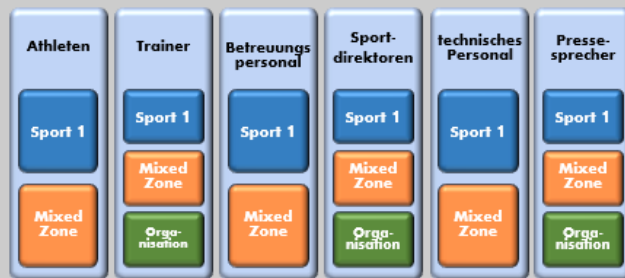 Athleten
Sport 1
Mixed
Zone
Trainer
Sport 1
Mixed
Zone
Orga-
nisation
Betreuungs
personal
Sport 1
Mixed
Zone
Sport-
direktoren
Sport 1
Mixed
Zone
Orga-
nisation
technisches
Personal
Sport 1
Mixed
Zone
Presse-
sprecher
Sport 1
Mixed
Zone
Orga-
nisation